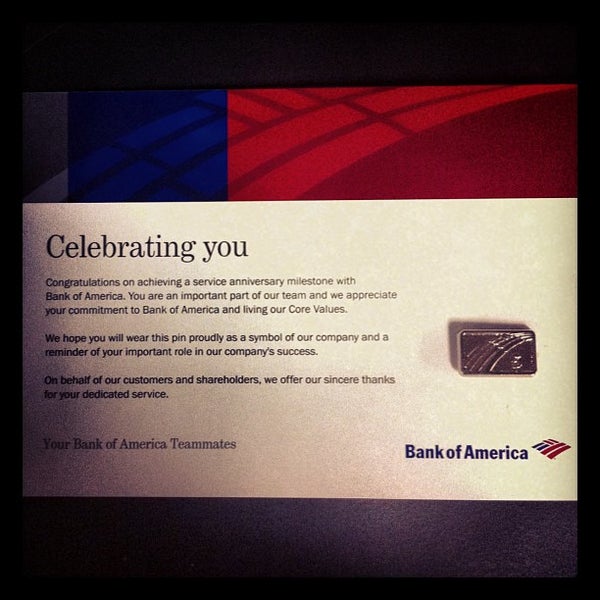 Celebrating you
Congratulations on achieving a service anniversary milestone with
Bank of America. You are an important part of our team and we appreciate
your commitment to Bank of America and living our Core Values.
We hope you will wear this pin proudly as a symbol of our company and a
reminder of your important role in our company's success.
On behalf of our customers and shareholders, we offer our sincere thanks
for your dedicated service.
Your Bank of America Teammates
Bank of America